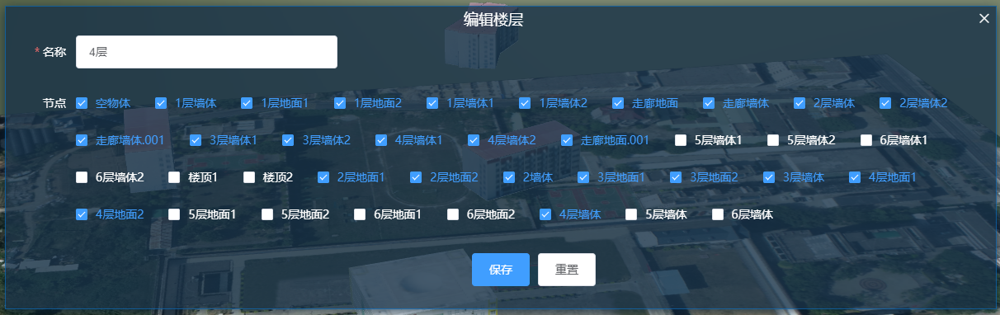 编辑楼层
* 名称 4层
节点 空物体 1层墙体 1层地面1 1层地面2 1层墙体1 1层墙体2 走廊地面 走廊墙体 2层墙体 2层墙体2
走廊墙体.001 3层墙体1 3层墙体2 4层墙体1 4层墙体2 走廊地面.001 5层墙体1 5层墙体2 6层墙体1
6层墙体2 楼顶1 楼顶2 2层地面1 2层地面2 2墙体 3层地面1 3层地面2 3层墙体 4层地面1
4层地面2 5层地面1 5层地面2 6层地面1 6层地面2 4层墙体 5层墙体 6层墙体
保存 重置